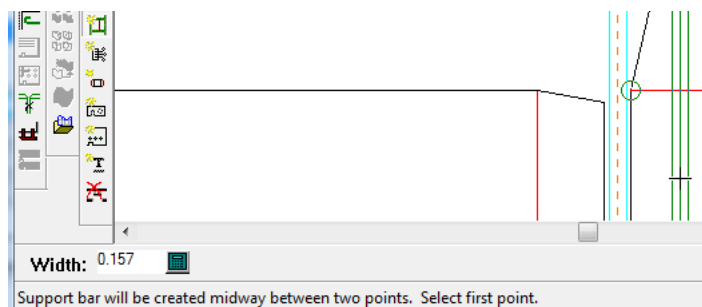 Width: 0.157
Support bar will be created midway between two points. Select first point.